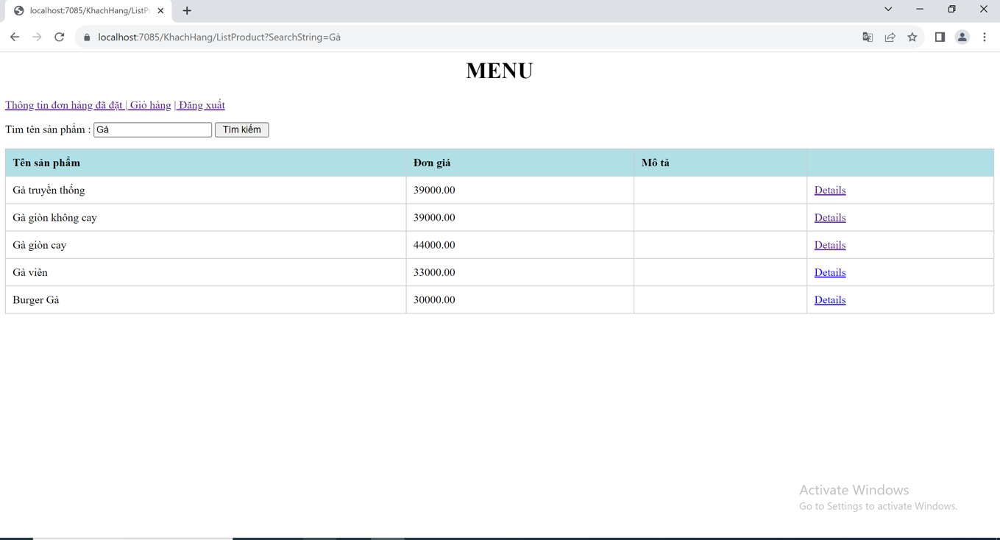 localhost:7085/KhachHang/ListPr
localhost:7085/KhachHang/ListProduct?SearchString=Gà
MENU
Thông tin đơn hàng đã đặt | Giỏ hàng | Đăng xuất
Tìm tên sản phẩm : Gà Tìm kiếm
Tên sản phẩm Đơn giá Mô tả
Gà truyền thống 39000.00 Details
Gà giòn không cay 39000.00 Details
Gà giòn cay 44000.00 Details
Gà viên 33000.00 Details
Burger Gà 30000.00 Details
Activate Windows
Go to Settings to activate Windows.